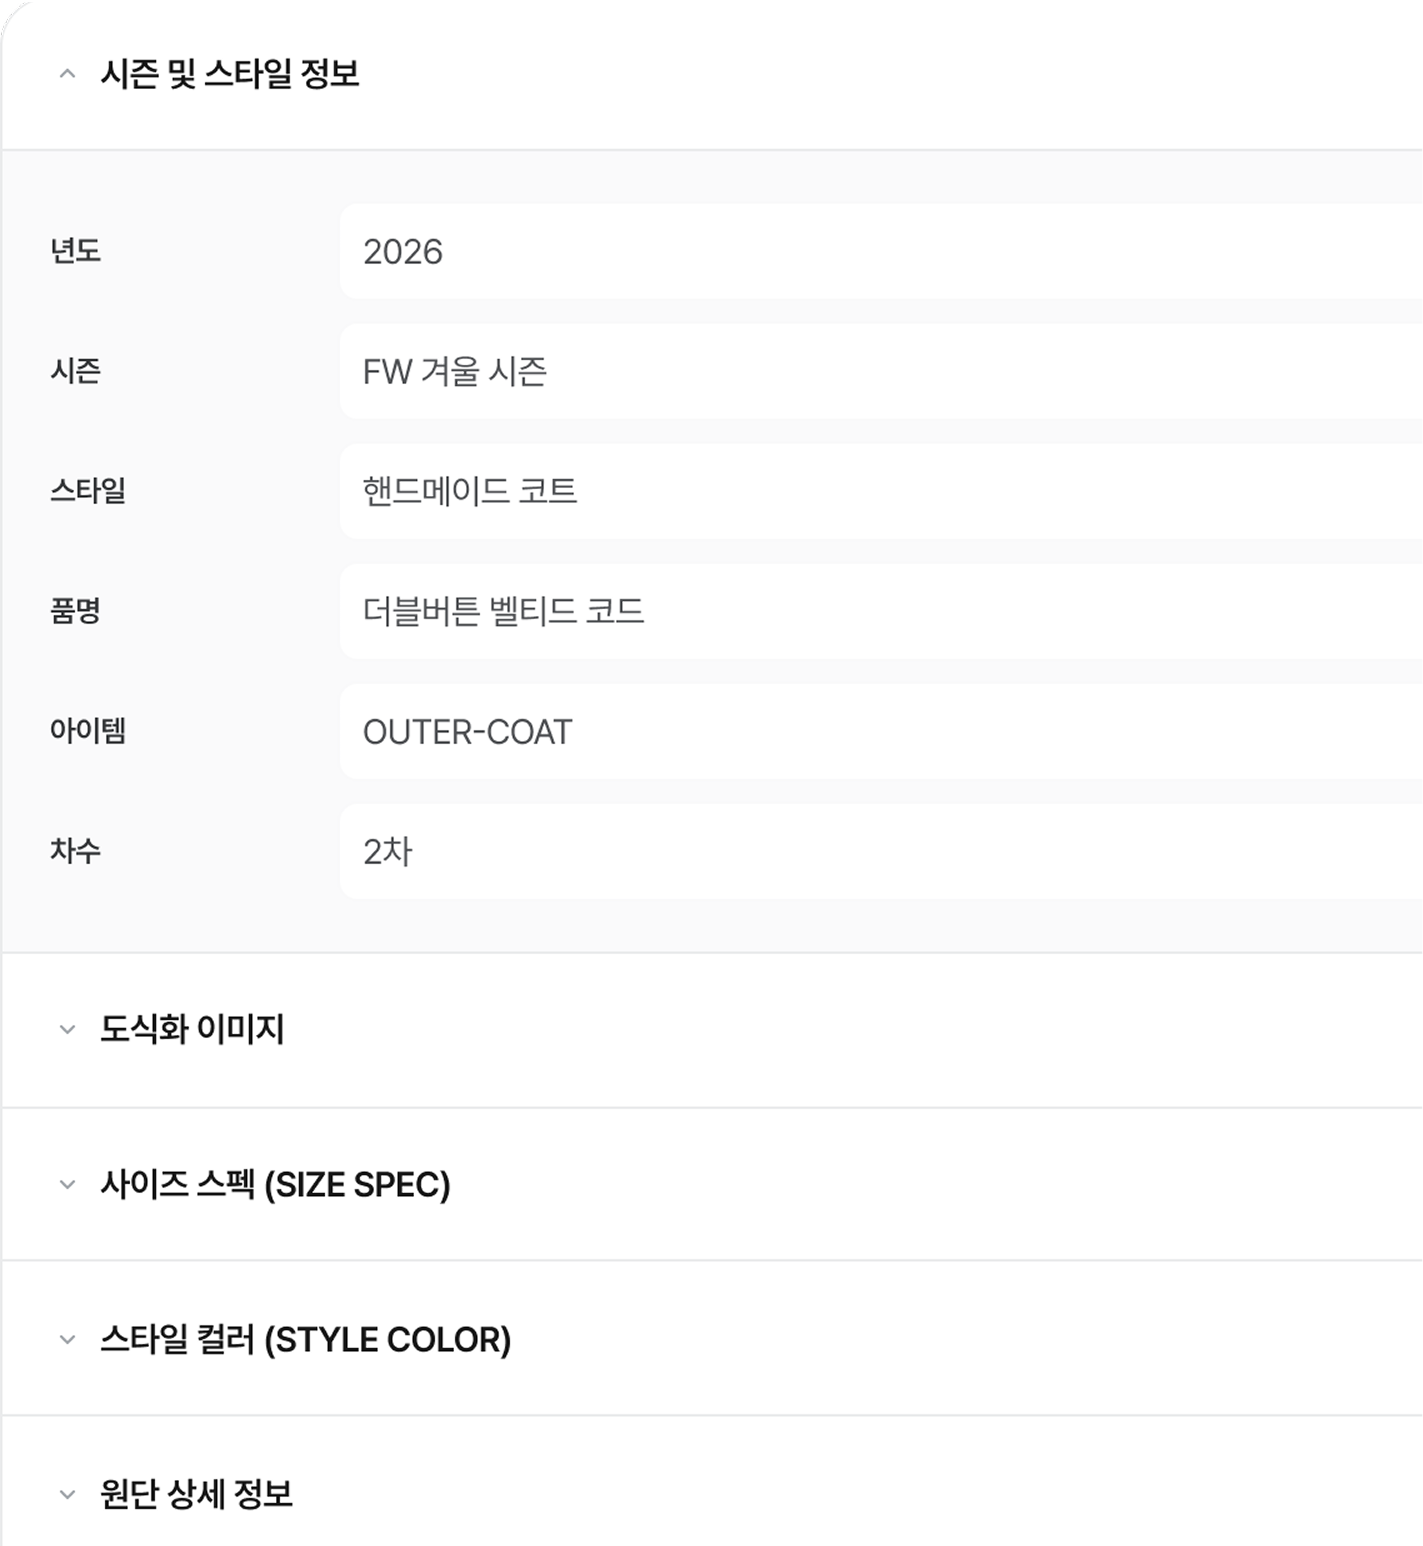 시즌 및 스타일 정보
년도 2026
시즌 FW 겨울 시즌
스타일 핸드메이드 코트
품명 더블버튼 벨티드 코드
아이템 OUTER-COAT
차수 2차
도식화 이미지
사이즈 스펙 (SIZE SPEC)
스타일 컬러 (STYLE COLOR)
원단 상세 정보